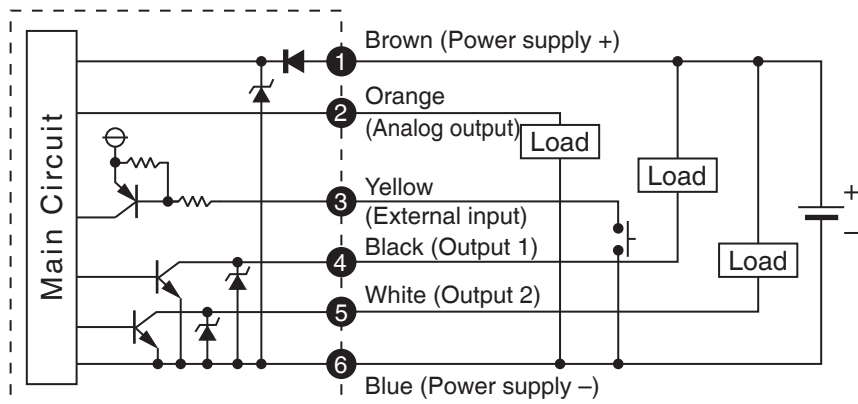 Main Circuit
1 Brown (Power supply +)
2 Orange
(Analog output)
Load
3 Yellow
(External input)
Load
4 Black (Output 1)
Load
5 White (Output 2)
6
Blue (Power supply –)
+
–